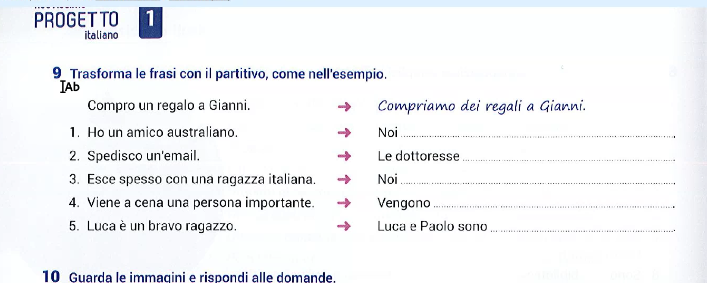 PROGETTO 1
italiano
9 Trasforma le frasi con il partitivo, come nell'esempio.
Ab
Compro un regalo a Gianni. → Compriamo dei regali a Gianni.
1. Ho un amico australiano. → Noi
2. Spedisco un'email. → Le dottoresse
3. Esce spesso con una ragazza italiana. → Noi
4. Viene a cena una persona importante. → Vengono
5. Luca è un bravo ragazzo. → Luca e Paolo sono
10 Guarda le immagini e rispondi alle domande.